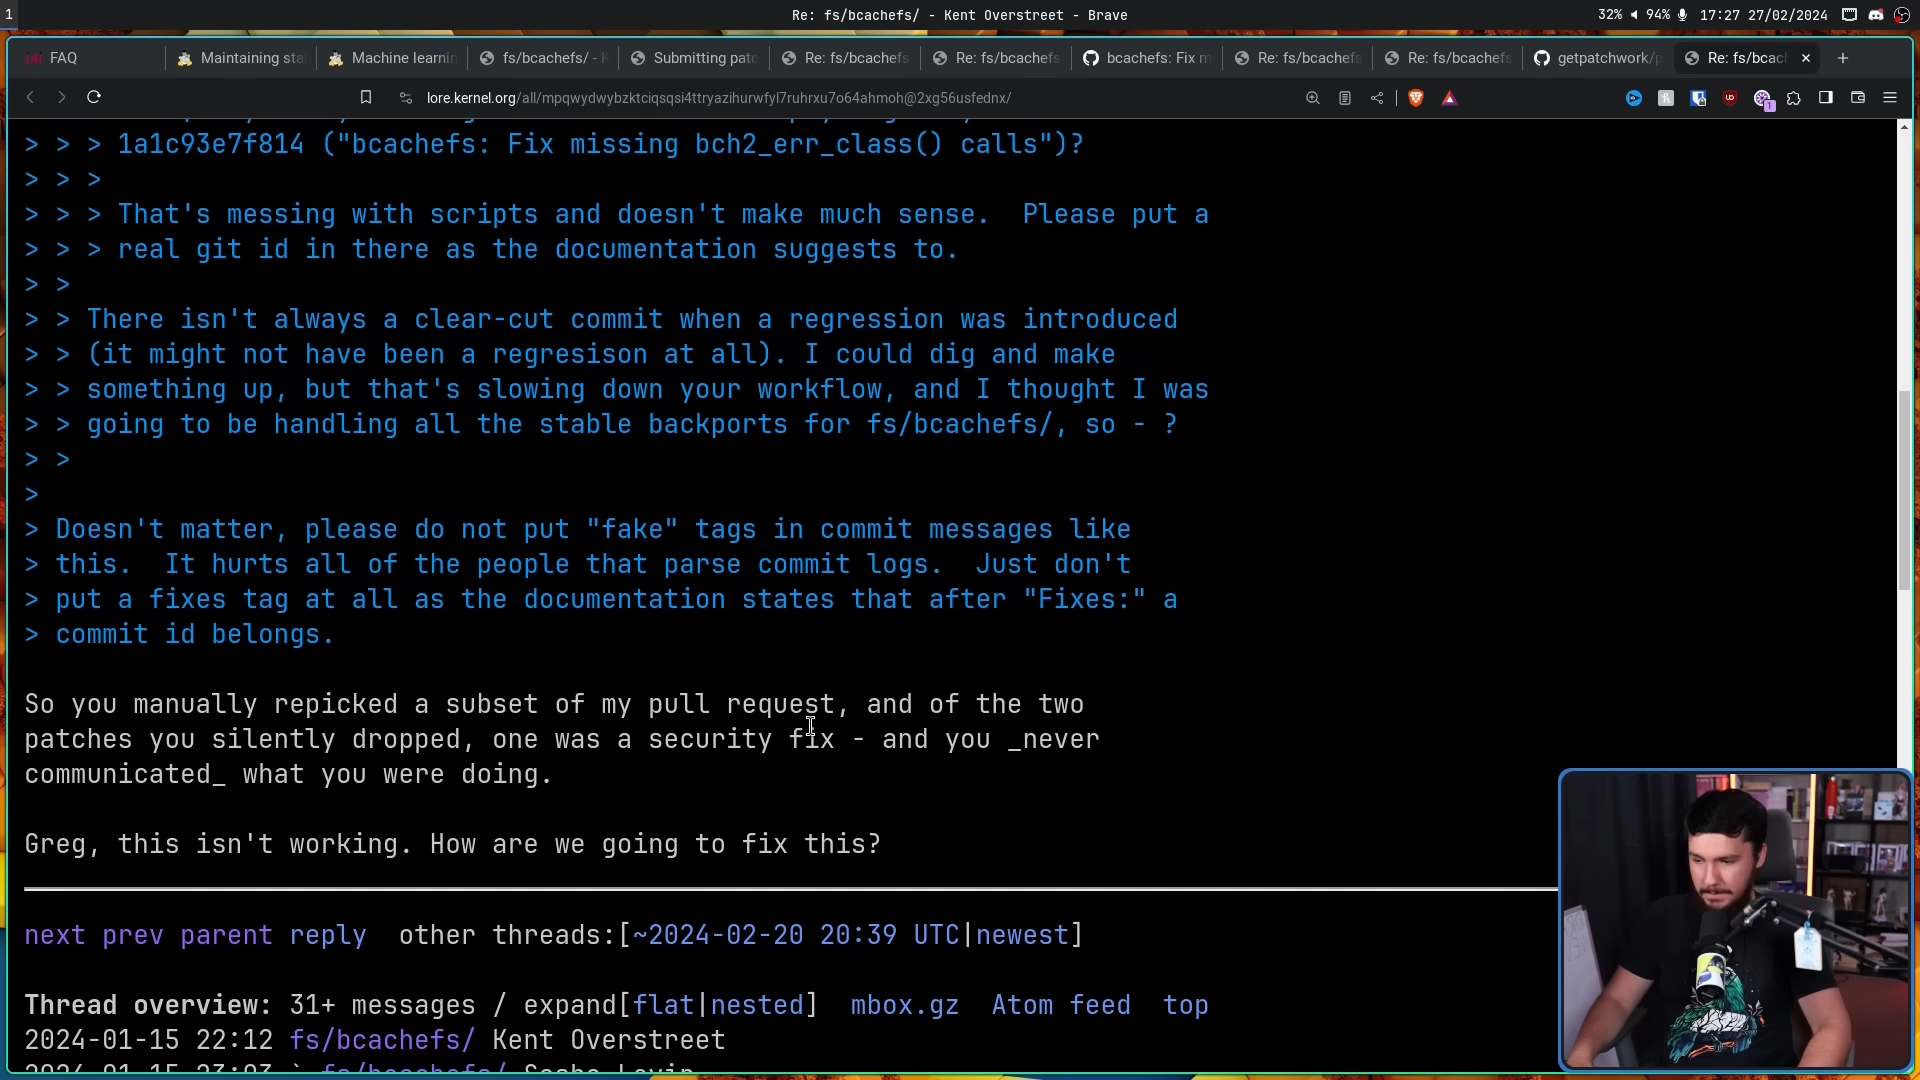 1
Re: fs/bcachefs/ - Kent Overstreet - Brave
32% 94% 17:27 27/02/2024
FAQ
Maintaining sta
Machine learnin
fs/bcachefs/ - K
Submitting patc
Re: fs/bcachefs
Re: fs/bcachefs
bcachefs: Fix m
Re: fs/bcachefs
Re: fs/bcachefs
getpatchwork/p
Re: fs/bcac
lore.kernel.org/all/mpqwydwybzktciqsqsi4ttryazihurwfyl7ruhrxu7o64ahmoh@2xg56usfednx/
> > > 1a1c93e7f814 ("bcachefs: Fix missing bch2_err_class() calls")?
> > >
> > > That's messing with scripts and doesn't make much sense.  Please put a
> > > real git id in there as the documentation suggests to.
> >
> > There isn't always a clear-cut commit when a regression was introduced
> > (it might not have been a regresison at all). I could dig and make
> > something up, but that's slowing down your workflow, and I thought I was
> > going to be handling all the stable backports for fs/bcachefs/, so - ?
> >
>
> Doesn't matter, please do not put "fake" tags in commit messages like
> this.  It hurts all of the people that parse commit logs.  Just don't
> put a fixes tag at all as the documentation states that after "Fixes:" a
> commit id belongs.
So you manually repicked a subset of my pull request, and of the two
patches you silently dropped, one was a security fix - and you _never
communicated_ what you were doing.
Greg, this isn't working. How are we going to fix this?
next prev parent reply  other threads:[~2024-02-20 20:39 UTC|newest]
Thread overview: 31+ messages / expand[flat|nested]  mbox.gz  Atom feed  top
2024-01-15 22:12 fs/bcachefs/ Kent Overstreet
2024-01-15 23:03 ` fs/bcachefs/ Sasha Levin